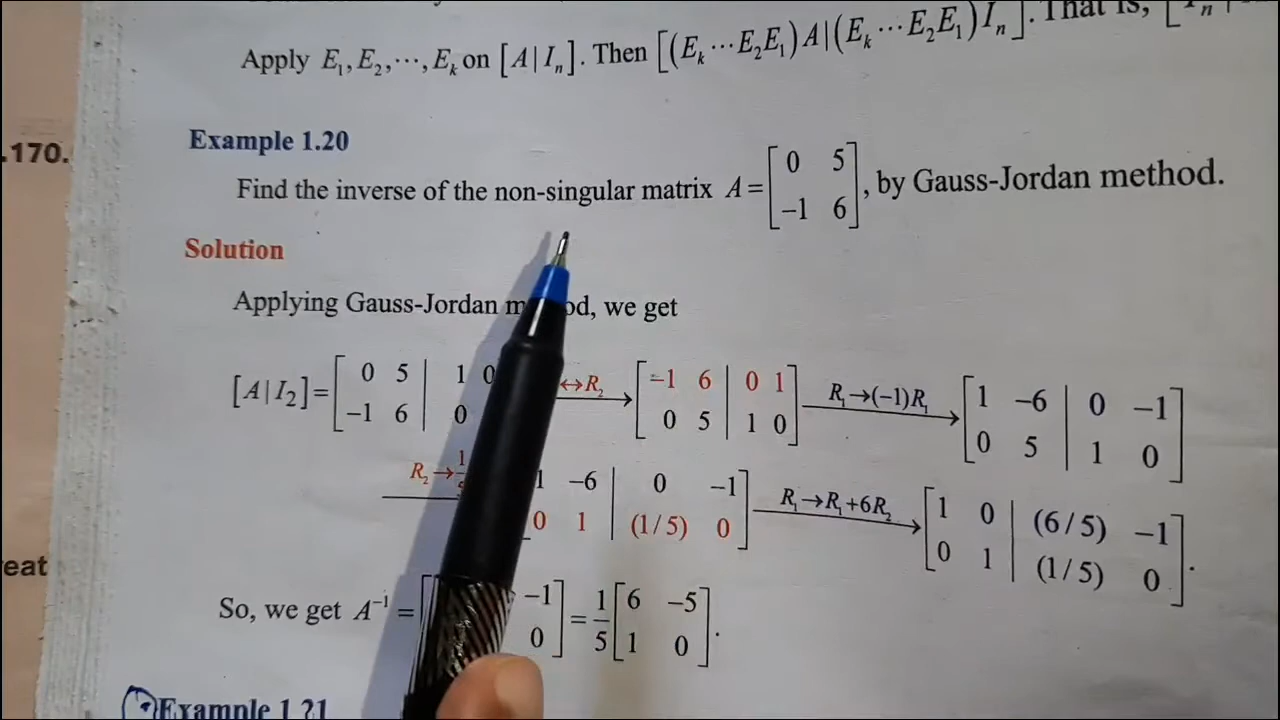 Apply E₁, E₂, ⋯, Eₖ on [A | Iₙ]. Then [(Eₖ ⋯ E₂E₁) A | (Eₖ ⋯ E₂E₁) Iₙ]. That is,
.170.
Example 1.20
Find the inverse of the non-singular matrix A = [0 5; −1 6], by Gauss-Jordan method.
Solution
Applying Gauss-Jordan we get
[A | I₂] = [0 5 | 1 0; −1 6 | 0 ↔R₂ → [−1 6 | 0 1; 0 5 | 1 0] R₁→(−1)R₁ → [1 −6 | 0 −1; 0 5 | 1 0]
R₂ → 1 −6 | 0 −1; 0 1 | (1/5) 0] R₁→R₁+6R₂ → [1 0 | (6/5) −1; 0 1 | (1/5) 0].
eat
So, we get A⁻¹ = [ −1; 0] = 1/5 [6 −5; 1 0].
Example 1.21